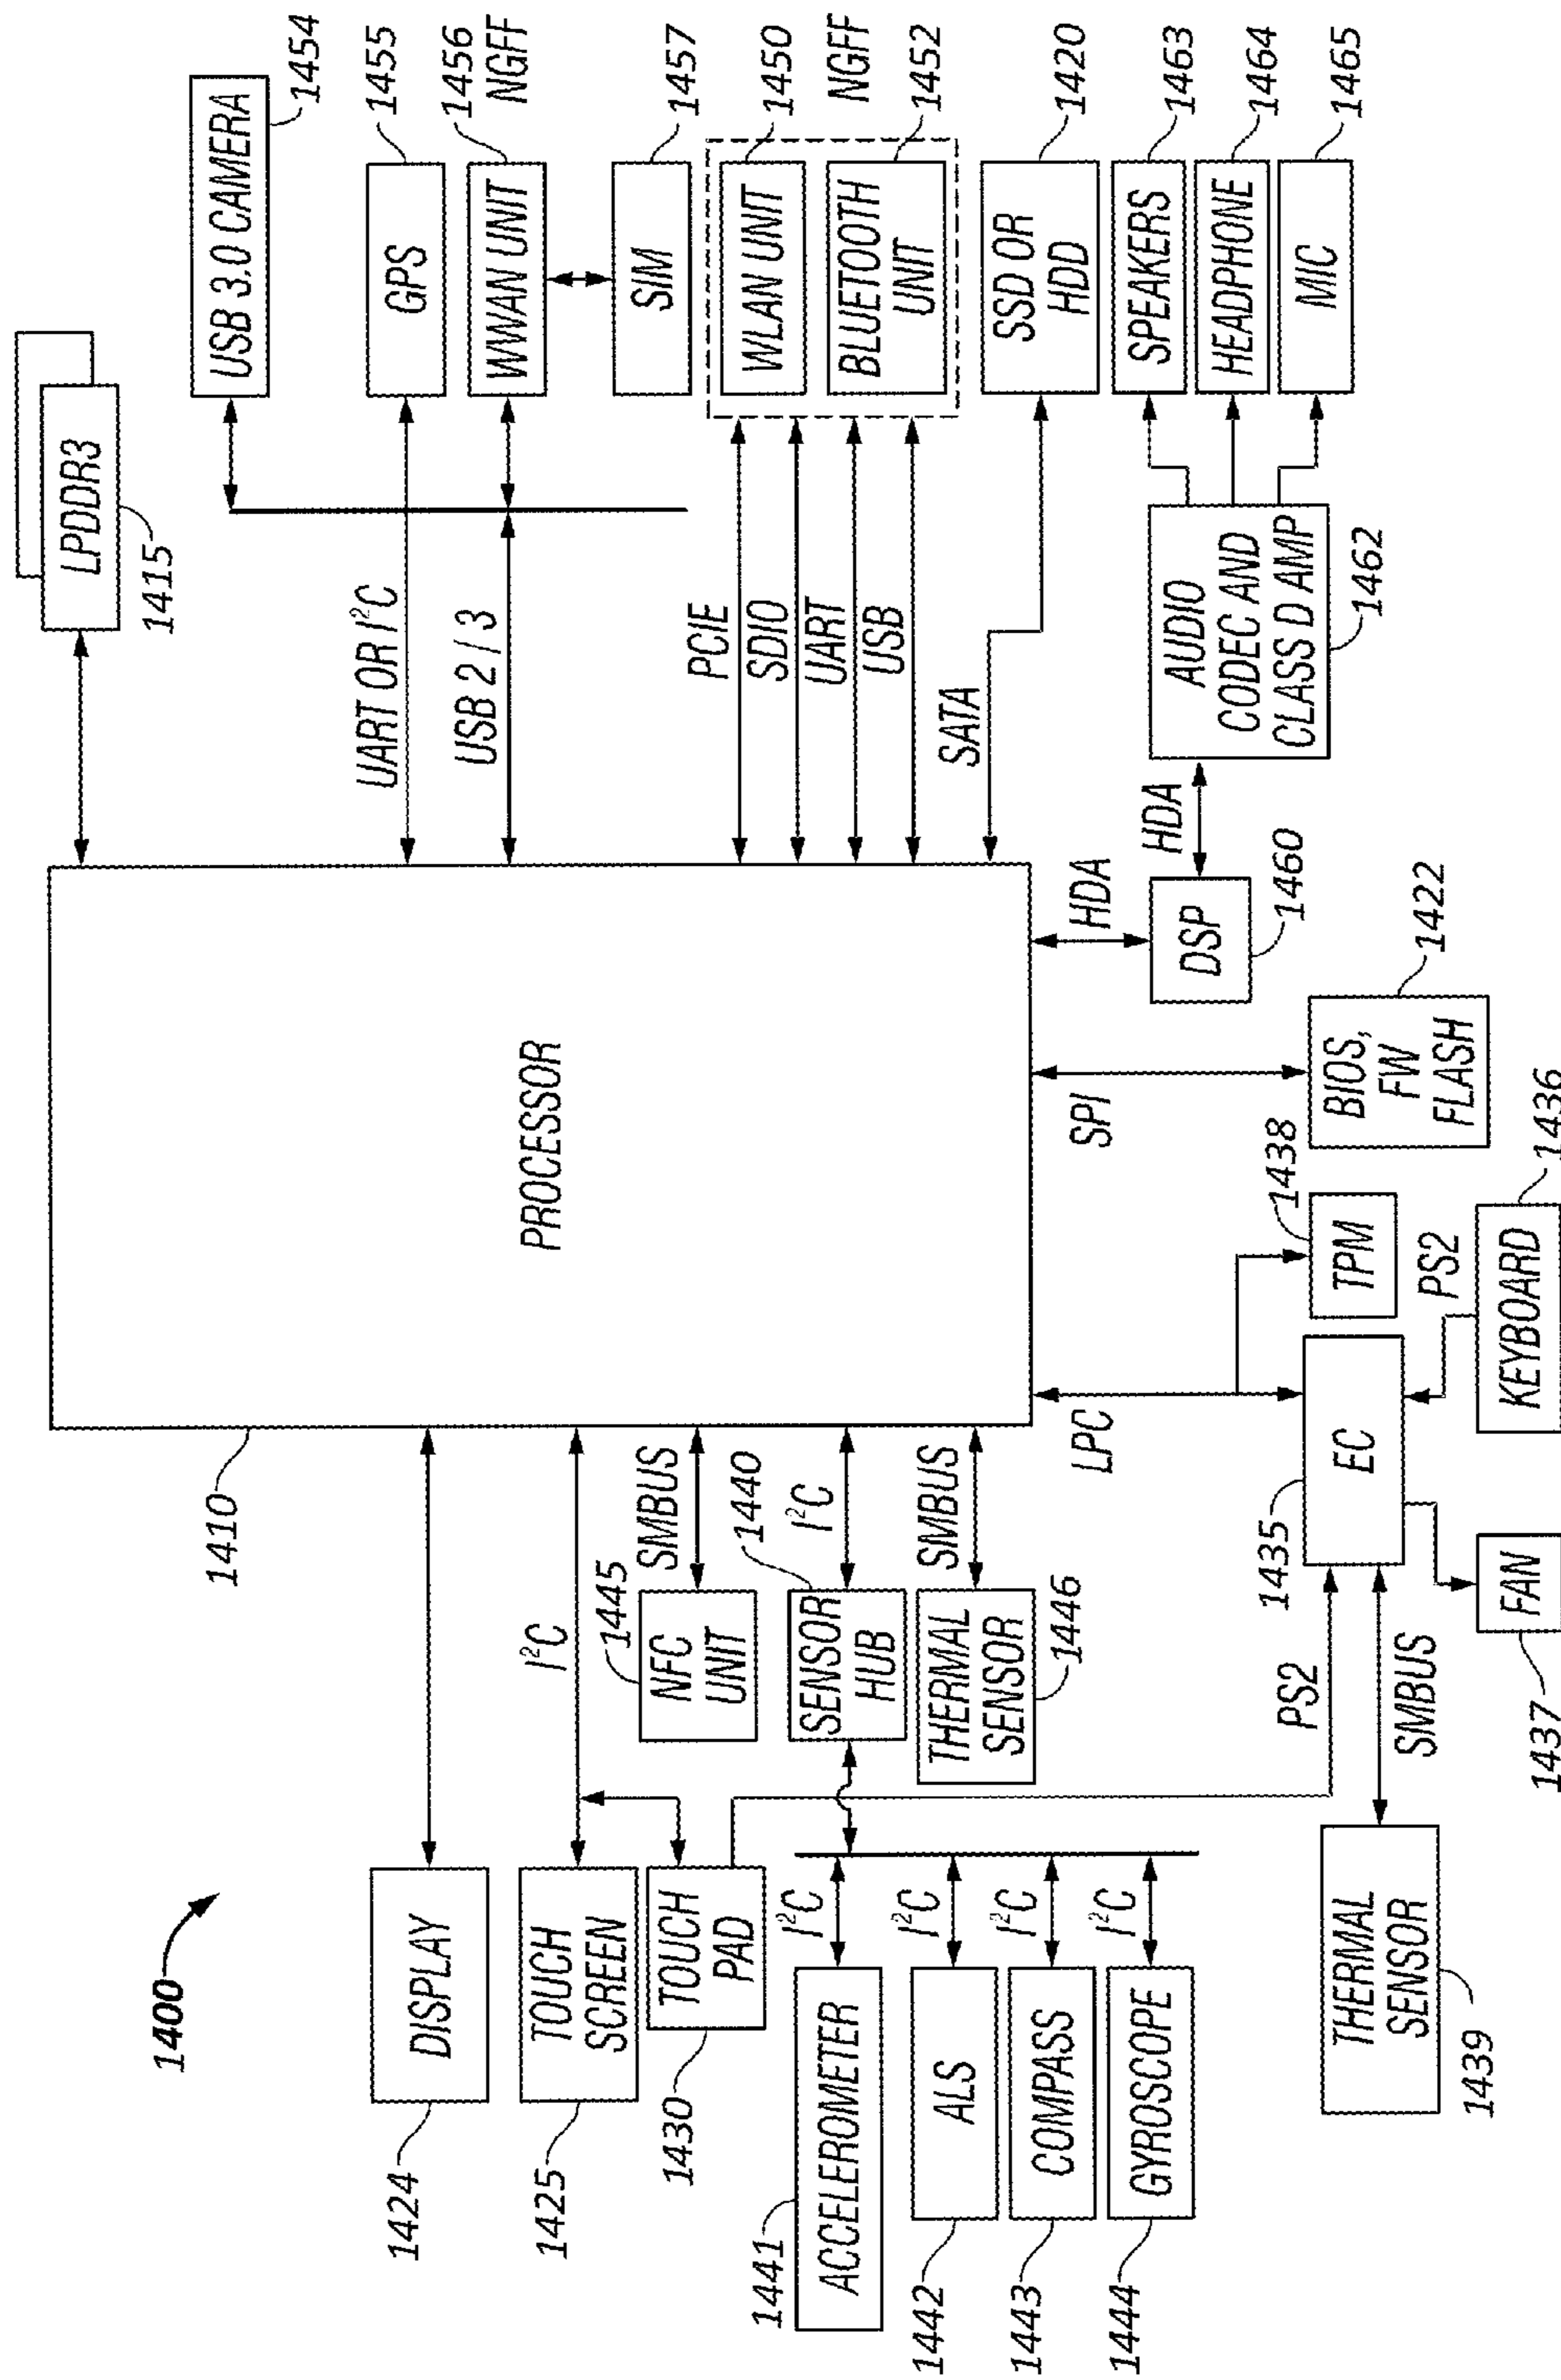 1400
LPDDR3
1415
USB 3.0 CAMERA
1454
GPS
1455
UART OR I²C
WWAN UNIT
1456
NGFF
USB 2 / 3
SIM
1457
WLAN UNIT
1450
NGFF
BLUETOOTH
UNIT
1452
PCIE
SDIO
UART
USB
SSD OR
HDD
1420
SATA
SPEAKERS
1463
HEADPHONE
1464
MIC
1465
AUDIO
CODEC AND
CLASS D AMP
1462
HDA
DSP
1460
HDA
PROCESSOR
1410
SPI
BIOS,
FW
FLASH
1422
TPM
1438
LPC
EC
1435
PS2
KEYBOARD
1436
FAN
1437
DISPLAY
1424
TOUCH
SCREEN
1425
I²C
TOUCH
PAD
1430
NFC
UNIT
1445
SMBUS
SENSOR
HUB
1440
I²C
THERMAL
SENSOR
1446
SMBUS
ACCELEROMETER
1441
I²C
ALS
1442
I²C
COMPASS
1443
I²C
GYROSCOPE
1444
I²C
PS2
SMBUS
THERMAL
SENSOR
1439